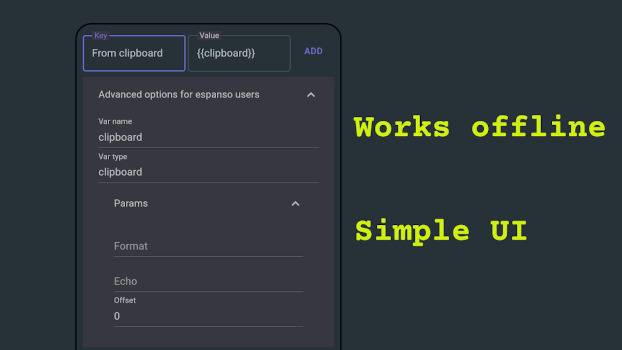 Key
Value
From clipboard
{{clipboard}}
ADD
Advanced options for espanso users
Var name
clipboard
Var type
clipboard
Params
Format
Echo
Offset
0
Works offline
Simple UI